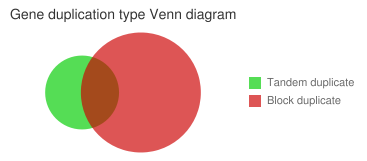 Gene duplication type Venn diagram
Tandem duplicate
Block duplicate